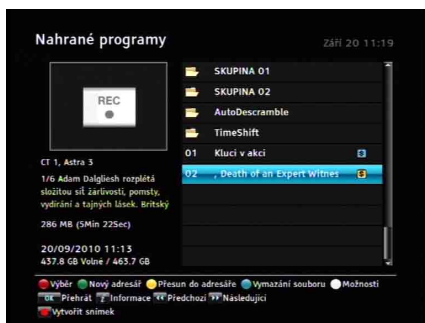 Nahrané programy
Září 20 11:19
SKUPINA 01
SKUPINA 02
REC
AutoDescramble
TimeShift
01 Kluci v akci
CT 1, Astra 3
02 , Death of an Expert Witnes
1/6 Adam Dalgliesh rozplétá
složitou síť žárlivosti, pomsty,
vydírání a tajných lásek. Britský
286 MB (5Min 22Sec)
20/09/2010 11:13
437.8 GB Volné / 463.7 GB
Výběr Nový adresář Přesun do adresáře Vymazání souboru Možnosti
OK Přehrát i Informace Předchozí Následující
Vytvořit snímek